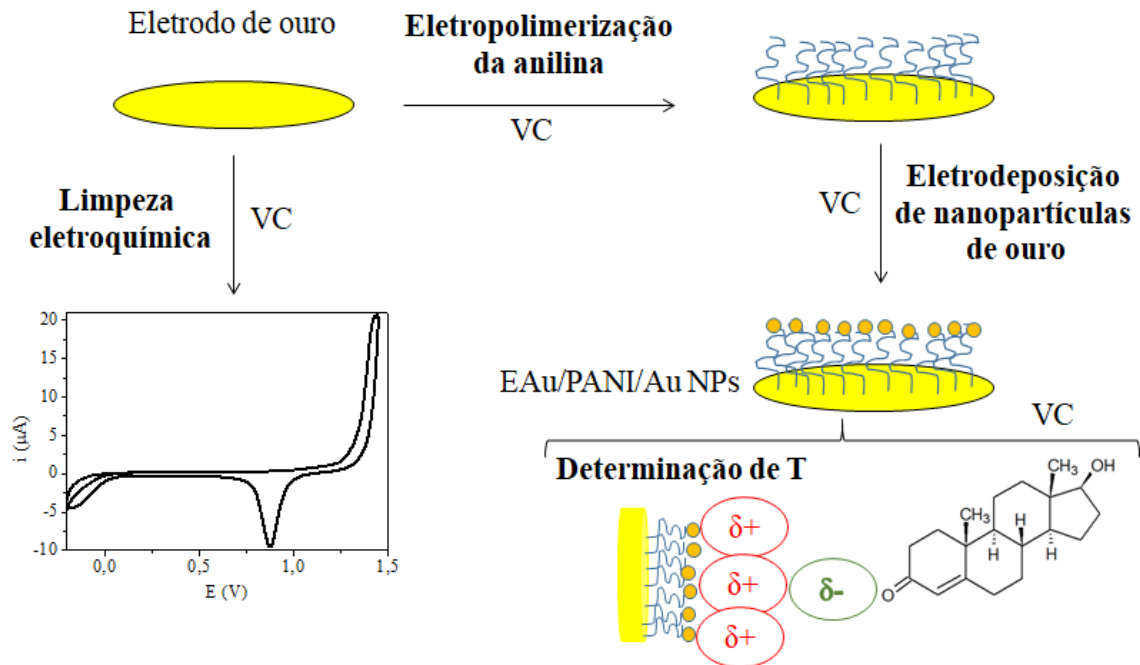 Eletrodo de ouro
Eletropolimerização
da anilina
VC
Limpeza
eletroquímica
VC
VC
Eletrodeposição
de nanopartículas
de ouro
20
15
10
5
0
-5
-10
i (µA)
0,0
0,5
1,0
1,5
E (V)
EAu/PANI/Au NPs
VC
Determinação de T
δ+
δ+
δ+
δ-
CH₃
OH
CH₃
H
H
H
O